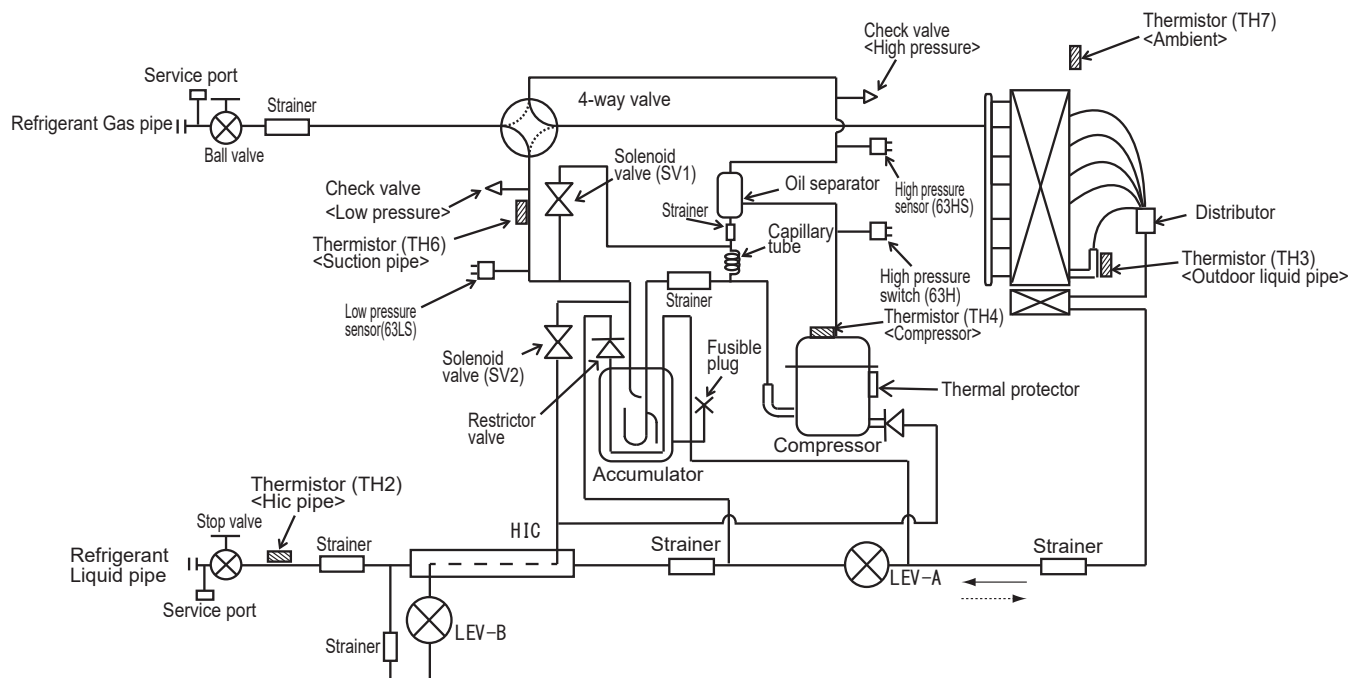 Thermistor (TH7)
<Ambient>
Check valve
<High pressure>
Service port
Strainer
4-way valve
Refrigerant Gas pipe
Ball valve
Solenoid
valve (SV1)
Oil separator
High pressure
sensor (63HS)
Check valve
<Low pressure>
Strainer
Distributor
Capillary
tube
Thermistor (TH6)
<Suction pipe>
Thermistor (TH3)
<Outdoor liquid pipe>
High pressure
switch (63H)
Strainer
Low pressure
sensor(63LS)
Thermistor (TH4)
<Compressor>
Solenoid
valve (SV2)
Fusible
plug
Thermal protector
Restrictor
valve
Compressor
Accumulator
Thermistor (TH2)
<Hic pipe>
Stop valve
HIC
Strainer
Strainer
Strainer
Refrigerant
Liquid pipe
LEV-A
Service port
LEV-B
Strainer